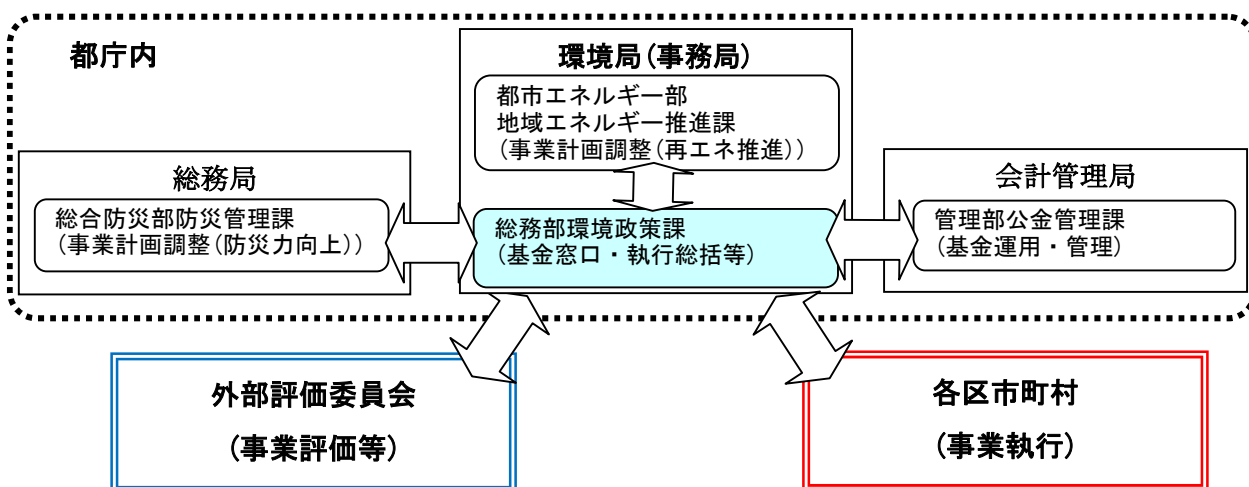 都庁内
環境局(事務局)
都市エネルギー部
地域エネルギー推進課
(事業計画調整(再エネ推進))
総務局
総合防災部防災管理課
(事業計画調整(防災力向上))
総務部環境政策課
(基金窓口・執行総括等)
会計管理局
管理部公金管理課
(基金運用・管理)
外部評価委員会
(事業評価等)
各区市町村
(事業執行)